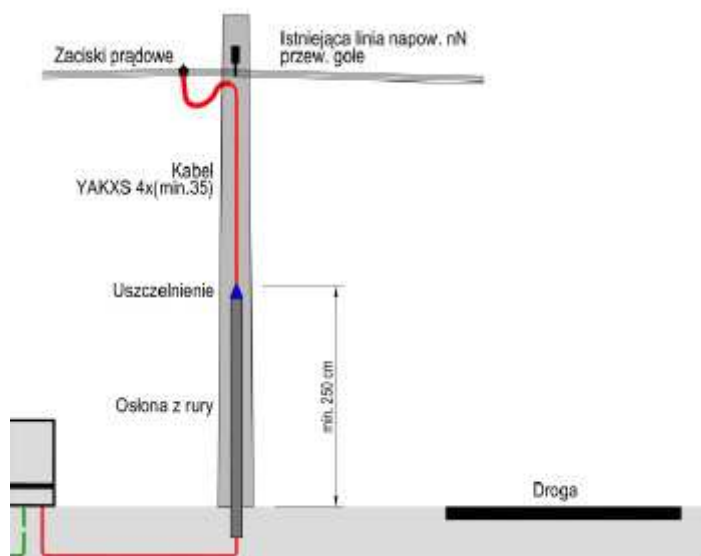 Zaciski prądowe
Istniejąca linia napow. nN
przew. gołe
Kabel
YAKXS 4x(min.35)
Uszczelnienie
min. 250 cm
Osłona z rury
Droga